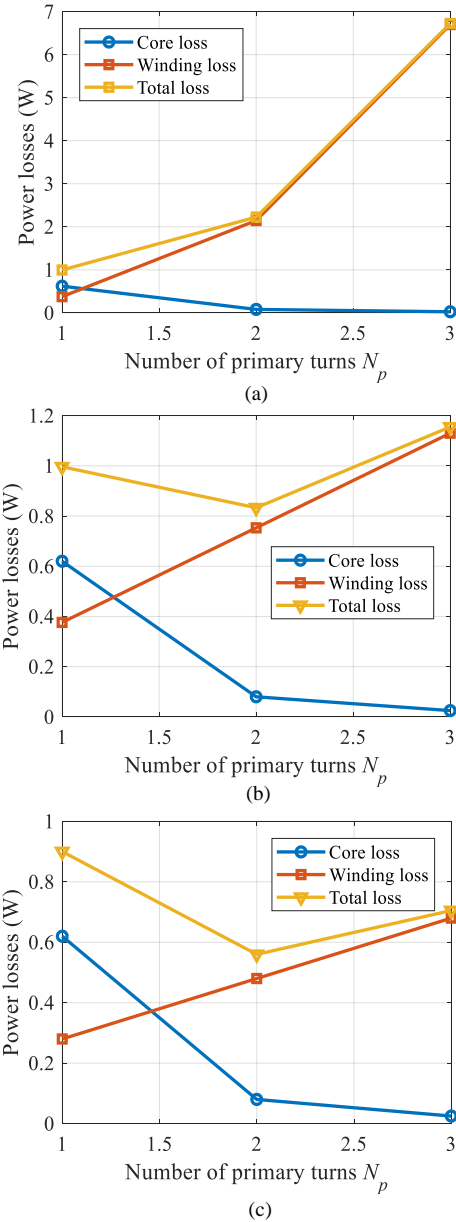 7
6
5
4
3
2
1
0
Power losses (W)
Core loss
Winding loss
Total loss
1 1.5 2 2.5 3
Number of primary turns Np
(a)
1.2
1
0.8
0.6
0.4
0.2
0
Power losses (W)
Core loss
Winding loss
Total loss
1 1.5 2 2.5 3
Number of primary turns Np
(b)
1
0.8
0.6
0.4
0.2
0
Power losses (W)
Core loss
Winding loss
Total loss
1 1.5 2 2.5 3
Number of primary turns Np
(c)